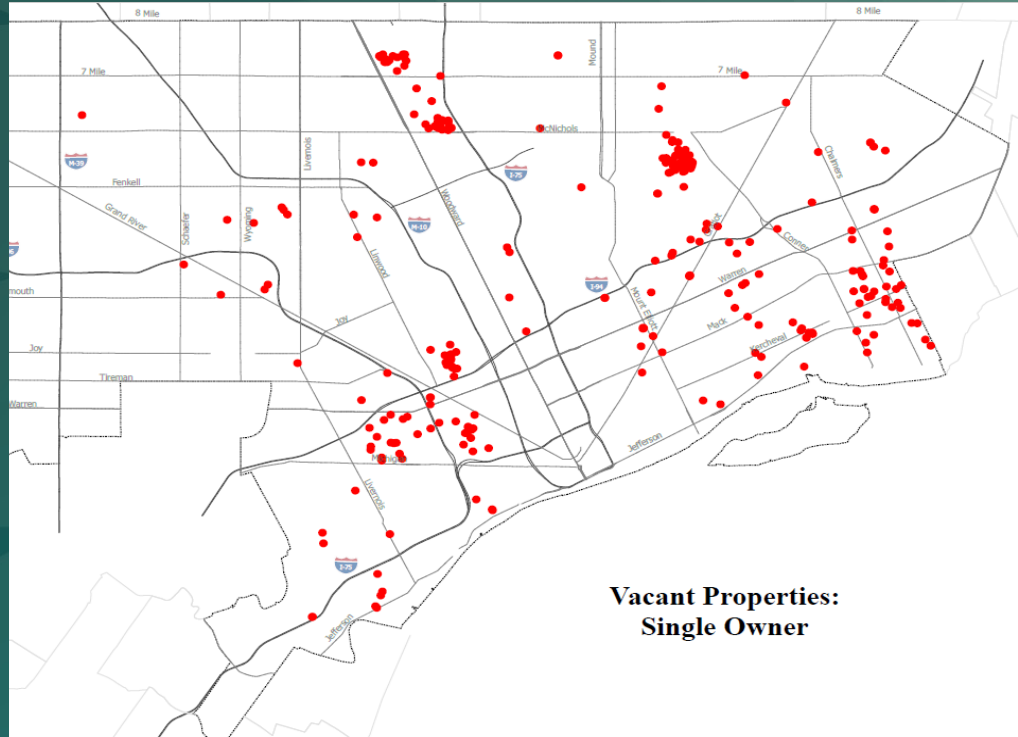 8 Mile
8 Mile
Mound
7 Mile
7 Mile
McNichols
Livernois
M-39
I-75
Chalmers
Fenkell
Woodward
Grand River
Schaefer
Wyoming
M-10
Conner
Linwood
Warren
I-94
mouth
Mount Elliott
Joy
Mack
Kercheval
Joy
Tireman
Warren
Jefferson
Michigan
Livernois
I-75
Jefferson
Vacant Properties:
Single Owner